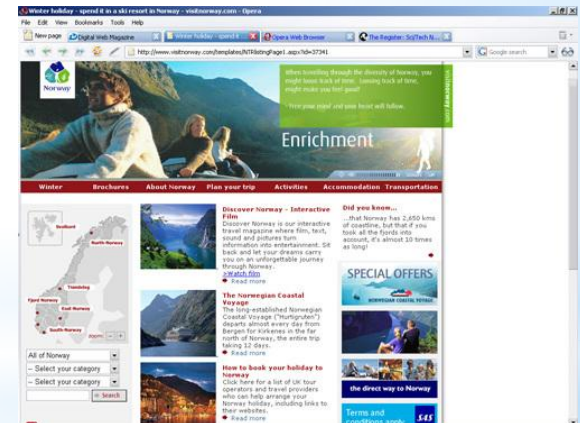 Winter holiday - spend it in a ski resort in Norway - visitnorway.com - Opera
File Edit View Bookmarks Tools Help
New page
Digital Web Magazine
Winter holiday - spend it
Opera Web Browser
The Register: Sci/Tech N...
http://www.visitnorway.com/templates/NTRlistingPage1.aspx?id=37341
Google search
Norway
When travelling through the diversity of Norway, you
might loose track of time. Loosing track of time,
might make you feel good!
- Free your mind and your heart will follow.
visitnorway.com
Enrichment
Winter Brochures About Norway Plan your trip Activities Accommodation Transportation
Svalbard
North Norway
Trøndelag
Fjord Norway
East Norway
South Norway
zoom:
All of Norway
-- Select your category
-- Select your category
Search
Discover Norway - Interactive
Film
Discover Norway is our interactive
travel magazine where film, text,
sound and pictures turn
information into entertainment. Sit
back and let your dreams carry
you on an unforgettable journey
through Norway.
>Watch film
Read more
The Norwegian Coastal
Voyage
The long-established Norwegian
Coastal Voyage ("Hurtigruten")
departs almost every day from
Bergen for Kirkenes in the far
north of Norway, the entire trip
taking 12 days.
Read more
How to book your holiday to
Norway
Click here for a list of UK tour
operators and travel providers
who can help arrange your
Norway holiday, including links to
their websites.
Read more
Did you know...
...that Norway has 2,650 kms
of coastline, but that if you
took all the fjords into
account, it's almost 10 times
as long!
SPECIAL OFFERS
NORWEGIAN COASTAL VOYAGE
the direct way to Norway
Terms and
conditions apply
SAS